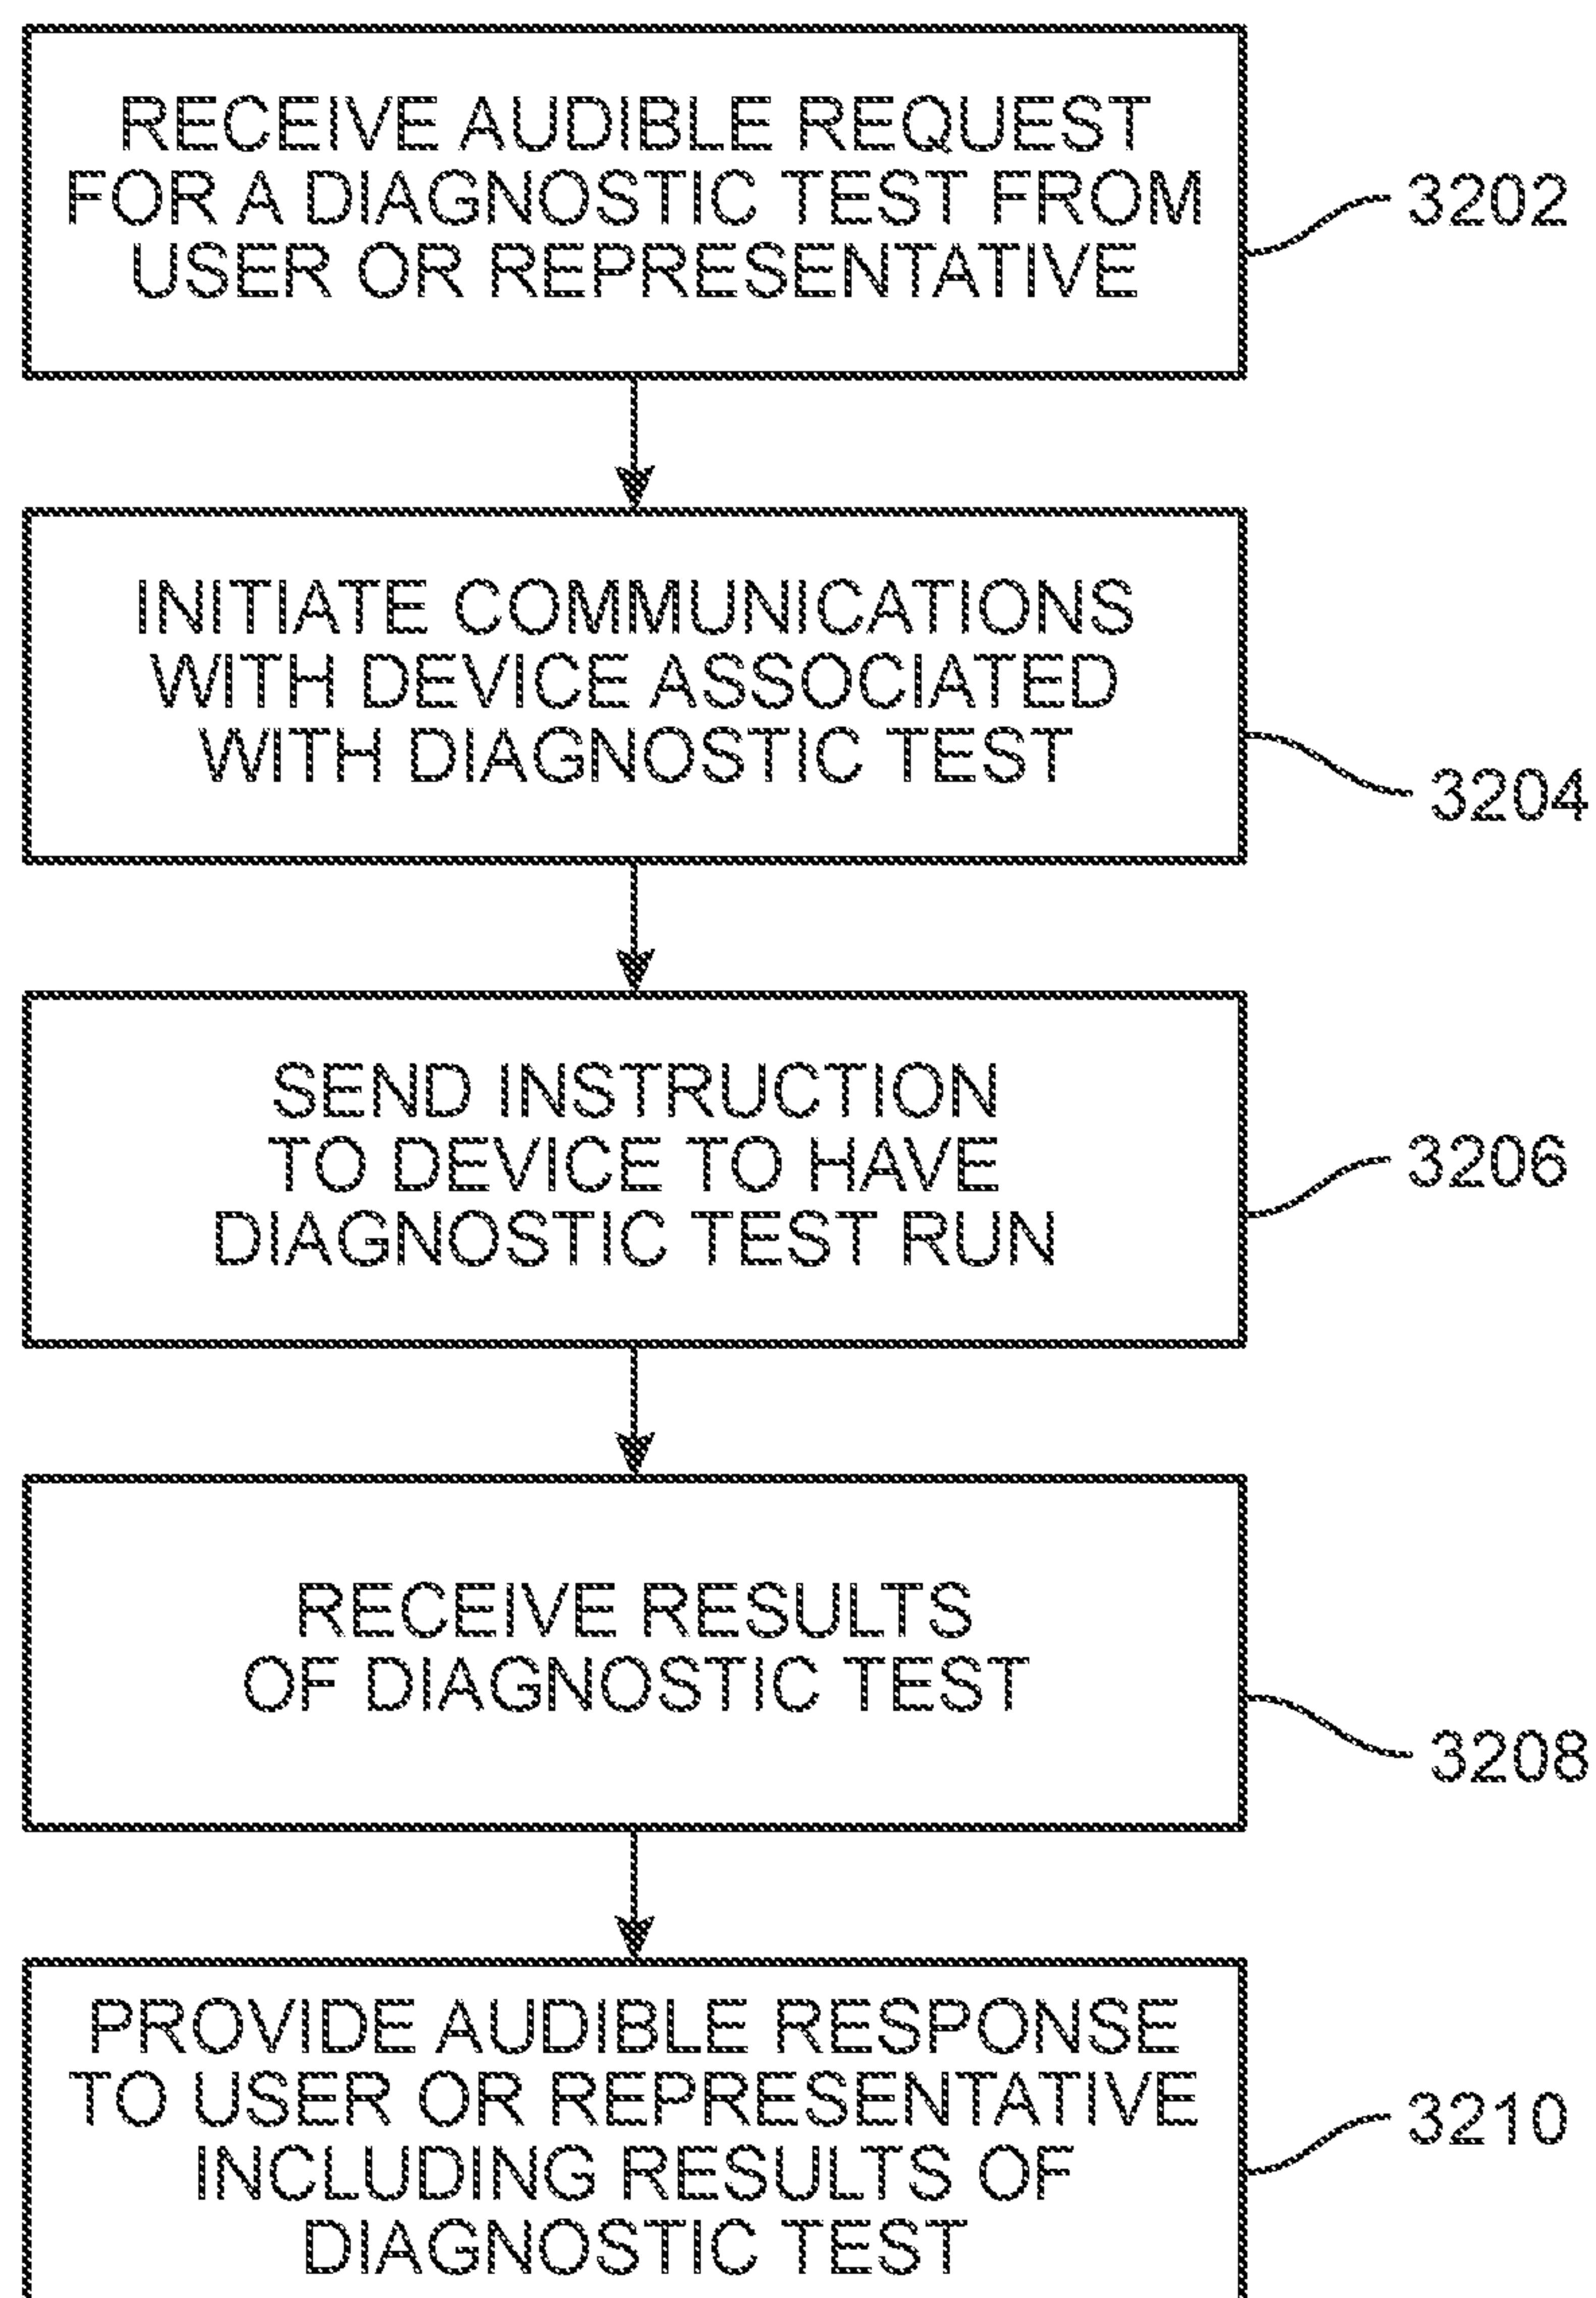 RECEIVE AUDIBLE REQUEST
FOR A DIAGNOSTIC TEST FROM
USER OR REPRESENTATIVE
3202
INITIATE COMMUNICATIONS
WITH DEVICE ASSOCIATED
WITH DIAGNOSTIC TEST
3204
SEND INSTRUCTION
TO DEVICE TO HAVE
DIAGNOSTIC TEST RUN
3206
RECEIVE RESULTS
OF DIAGNOSTIC TEST
3208
PROVIDE AUDIBLE RESPONSE
TO USER OR REPRESENTATIVE
INCLUDING RESULTS OF
DIAGNOSTIC TEST
3210